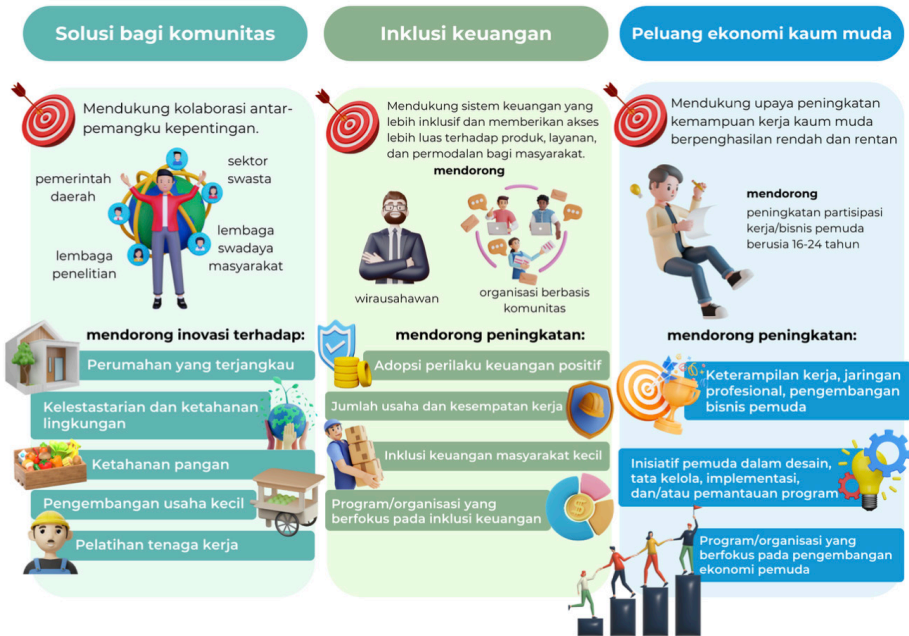 Solusi bagi komunitas
Mendukung kolaborasi antar-
pemangku kepentingan.
pemerintah
daerah
sektor
swasta
lembaga
penelitian
lembaga
swadaya
masyarakat
mendorong inovasi terhadap:
Perumahan yang terjangkau
Kelestastarian dan ketahanan
lingkungan
Ketahanan pangan
Pengembangan usaha kecil
Pelatihan tenaga kerja
Inklusi keuangan
Mendukung sistem keuangan yang
lebih inklusif dan memberikan akses
lebih luas terhadap produk, layanan,
dan permodalan bagi masyarakat.
mendorong
wirausahawan
organisasi berbasis
komunitas
mendorong peningkatan:
Adopsi perilaku keuangan positif
Jumlah usaha dan kesempatan kerja
Inklusi keuangan masyarakat kecil
Program/organisasi yang
berfokus pada inklusi keuangan
Peluang ekonomi kaum muda
Mendukung upaya peningkatan
kemampuan kerja kaum muda
berpenghasilan rendah dan rentan
mendorong
peningkatan partisipasi
kerja/bisnis pemuda
berusia 16-24 tahun
mendorong peningkatan:
Keterampilan kerja, jaringan
profesional, pengembangan
bisnis pemuda
Inisiatif pemuda dalam desain,
tata kelola, implementasi,
dan/atau pemantauan program
Program/organisasi yang
berfokus pada pengembangan
ekonomi pemuda